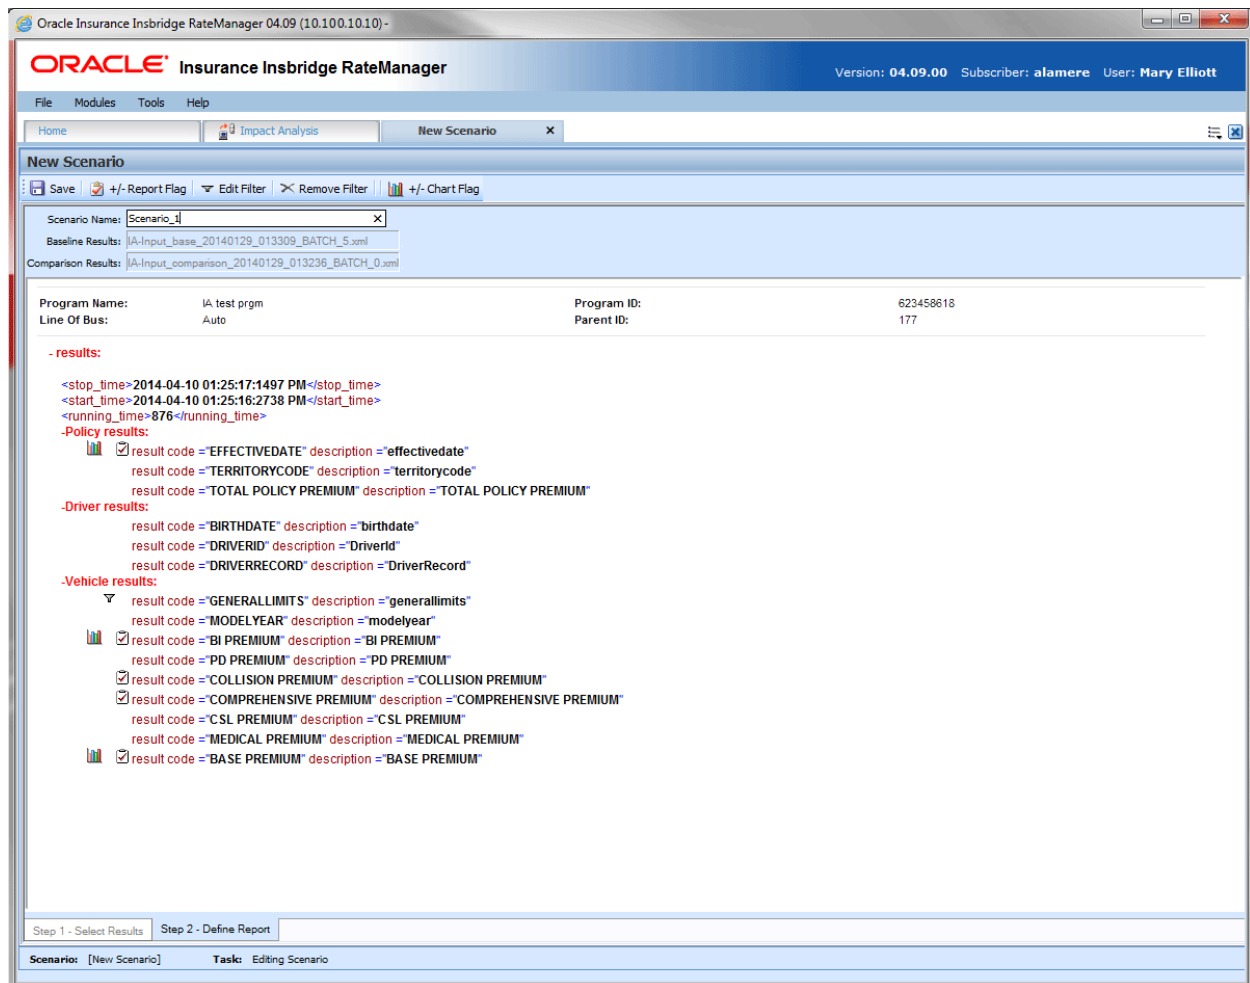 Oracle Insurance Insbridge RateManager 04.09 (10.100.10.10) -
ORACLE® Insurance Insbridge RateManager
Version: 04.09.00 Subscriber: alamere User: Mary Elliott
File Modules Tools Help
Home Impact Analysis New Scenario
New Scenario
Save +/- Report Flag Edit Filter Remove Filter +/- Chart Flag
Scenario Name: Scenario_1
Baseline Results: IA-Input_base_20140129_013309_BATCH_5.xml
Comparison Results: IA-Input_comparison_20140129_013236_BATCH_0.xml
Program Name: IA test prgm Program ID: 623458618
Line Of Bus: Auto Parent ID: 177
- results:
<stop_time>2014-04-10 01:25:17:1497 PM</stop_time>
<start_time>2014-04-10 01:25:16:2738 PM</start_time>
<running_time>876</running_time>
-Policy results:
result code ="EFFECTIVEDATE" description ="effectivedate"
result code ="TERRITORYCODE" description ="territorycode"
result code ="TOTAL POLICY PREMIUM" description ="TOTAL POLICY PREMIUM"
-Driver results:
result code ="BIRTHDATE" description ="birthdate"
result code ="DRIVERID" description ="DriverId"
result code ="DRIVERRECORD" description ="DriverRecord"
-Vehicle results:
result code ="GENERALLIMITS" description ="generallimits"
result code ="MODELYEAR" description ="modelyear"
result code ="BI PREMIUM" description ="BI PREMIUM"
result code ="PD PREMIUM" description ="PD PREMIUM"
result code ="COLLISION PREMIUM" description ="COLLISION PREMIUM"
result code ="COMPREHENSIVE PREMIUM" description ="COMPREHENSIVE PREMIUM"
result code ="CSL PREMIUM" description ="CSL PREMIUM"
result code ="MEDICAL PREMIUM" description ="MEDICAL PREMIUM"
result code ="BASE PREMIUM" description ="BASE PREMIUM"
Step 1 - Select Results Step 2 - Define Report
Scenario: [New Scenario] Task: Editing Scenario